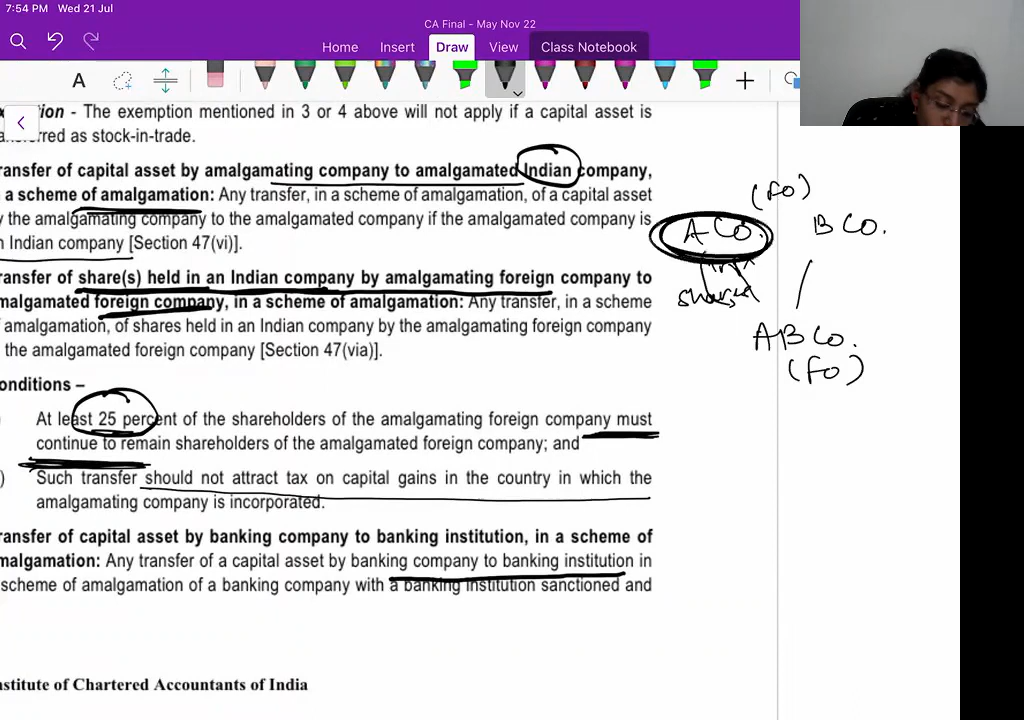 7:54 PM Wed 21 Jul
CA Final - May Nov 22
Home Insert Draw View Class Notebook
A
- The exemption mentioned in 3 or 4 above will not apply if a capital asset is
as stock-in-trade.
ransfer of capital asset by amalgamating company to amalgamated Indian company,
a scheme of amalgamation: Any transfer, in a scheme of amalgamation, of a capital asset
y the amalgamating company to the amalgamated company if the amalgamated company is
n Indian company [Section 47(vi)].
ransfer of share(s) held in an Indian company by amalgamating foreign company to
malgamated foreign company, in a scheme of amalgamation: Any transfer, in a scheme
f amalgamation, of shares held in an Indian company by the amalgamating foreign company
the amalgamated foreign company [Section 47(via)].
onditions –
At least 25 percent of the shareholders of the amalgamating foreign company must
continue to remain shareholders of the amalgamated foreign company; and
) Such transfer should not attract tax on capital gains in the country in which the
amalgamating company is incorporated.
ransfer of capital asset by banking company to banking institution, in a scheme of
malgamation: Any transfer of a capital asset by banking company to banking institution in
scheme of amalgamation of a banking company with a banking institution sanctioned and
nstitute of Chartered Accountants of India
(FO)
A Co. B Co.
shares
AB Co.
(FO)